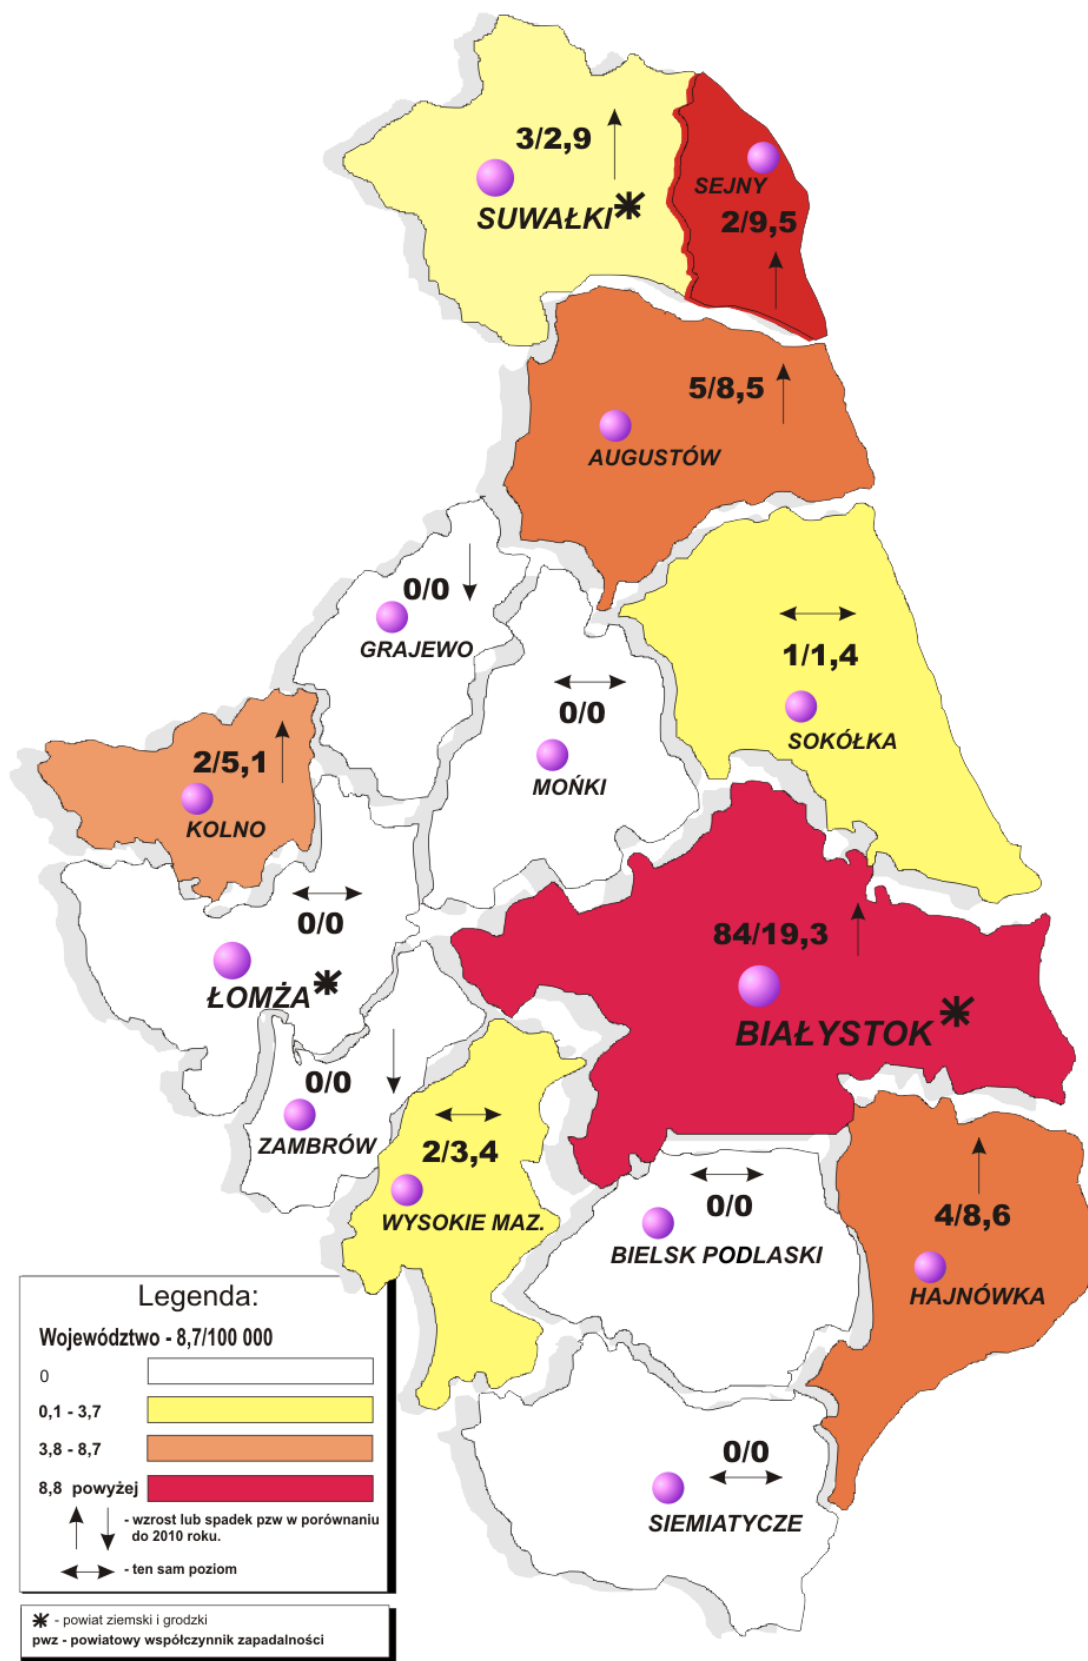 3/2,9
SUWAŁKI*
SEJNY
2/9,5
5/8,5
AUGUSTÓW
0/0
GRAJEWO
1/1,4
SOKÓŁKA
0/0
MOŃKI
2/5,1
KOLNO
0/0
ŁOMŻA*
84/19,3
BIAŁYSTOK*
0/0
ZAMBRÓW
2/3,4
WYSOKIE MAZ.
0/0
BIELSK PODLASKI
4/8,6
HAJNÓWKA
0/0
SIEMIATYCZE
Legenda:
Województwo - 8,7/100 000
0
0,1 - 3,7
3,8 - 8,7
8,8 powyżej
- wzrost lub spadek pzw w porównaniu
do 2010 roku.
- ten sam poziom
* - powiat ziemski i grodzki
pwz - powiatowy współczynnik zapadalności